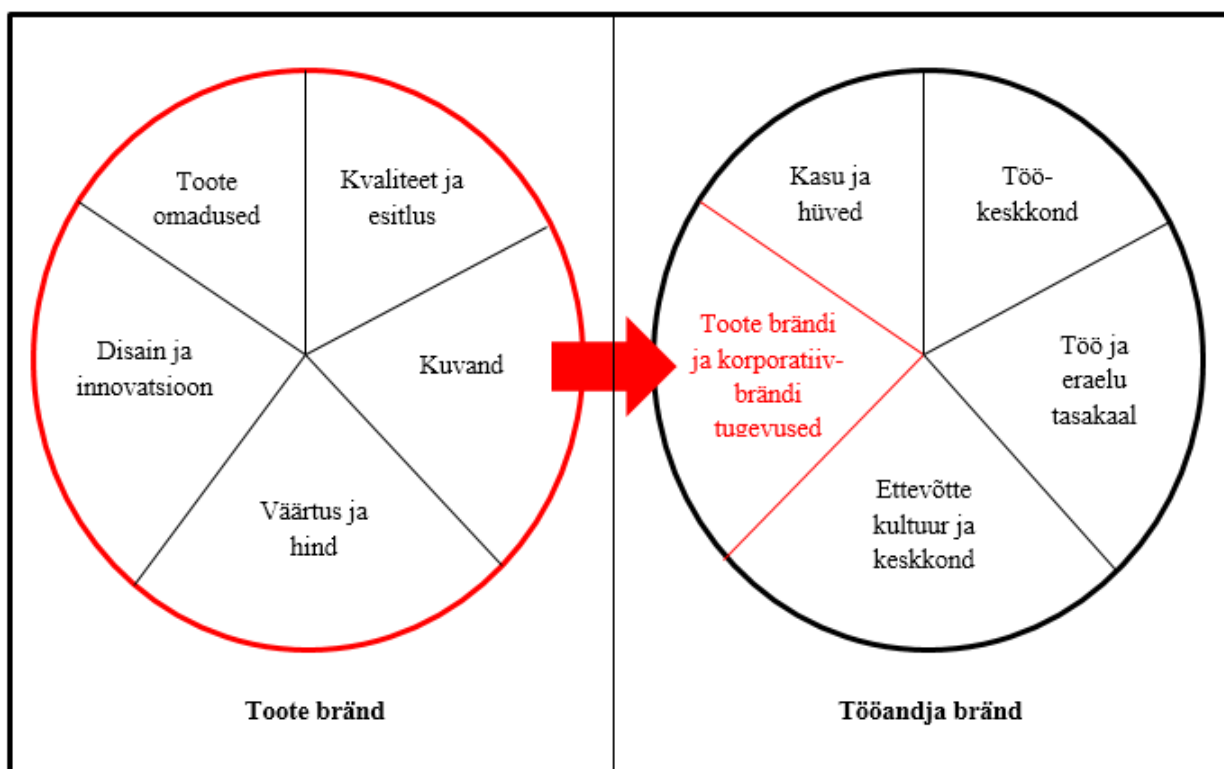 Toote
omadused
Kvaliteet ja
esitlus
Disain ja
innovatsioon
Kuvand
Väärtus ja
hind
Toote bränd
Kasu ja
hüved
Töö-
keskkond
Toote brändi
ja korporatiiv-
brändi
tugevused
Töö ja
eraelu
tasakaal
Ettevõtte
kultuur ja
keskkond
Tööandja bränd